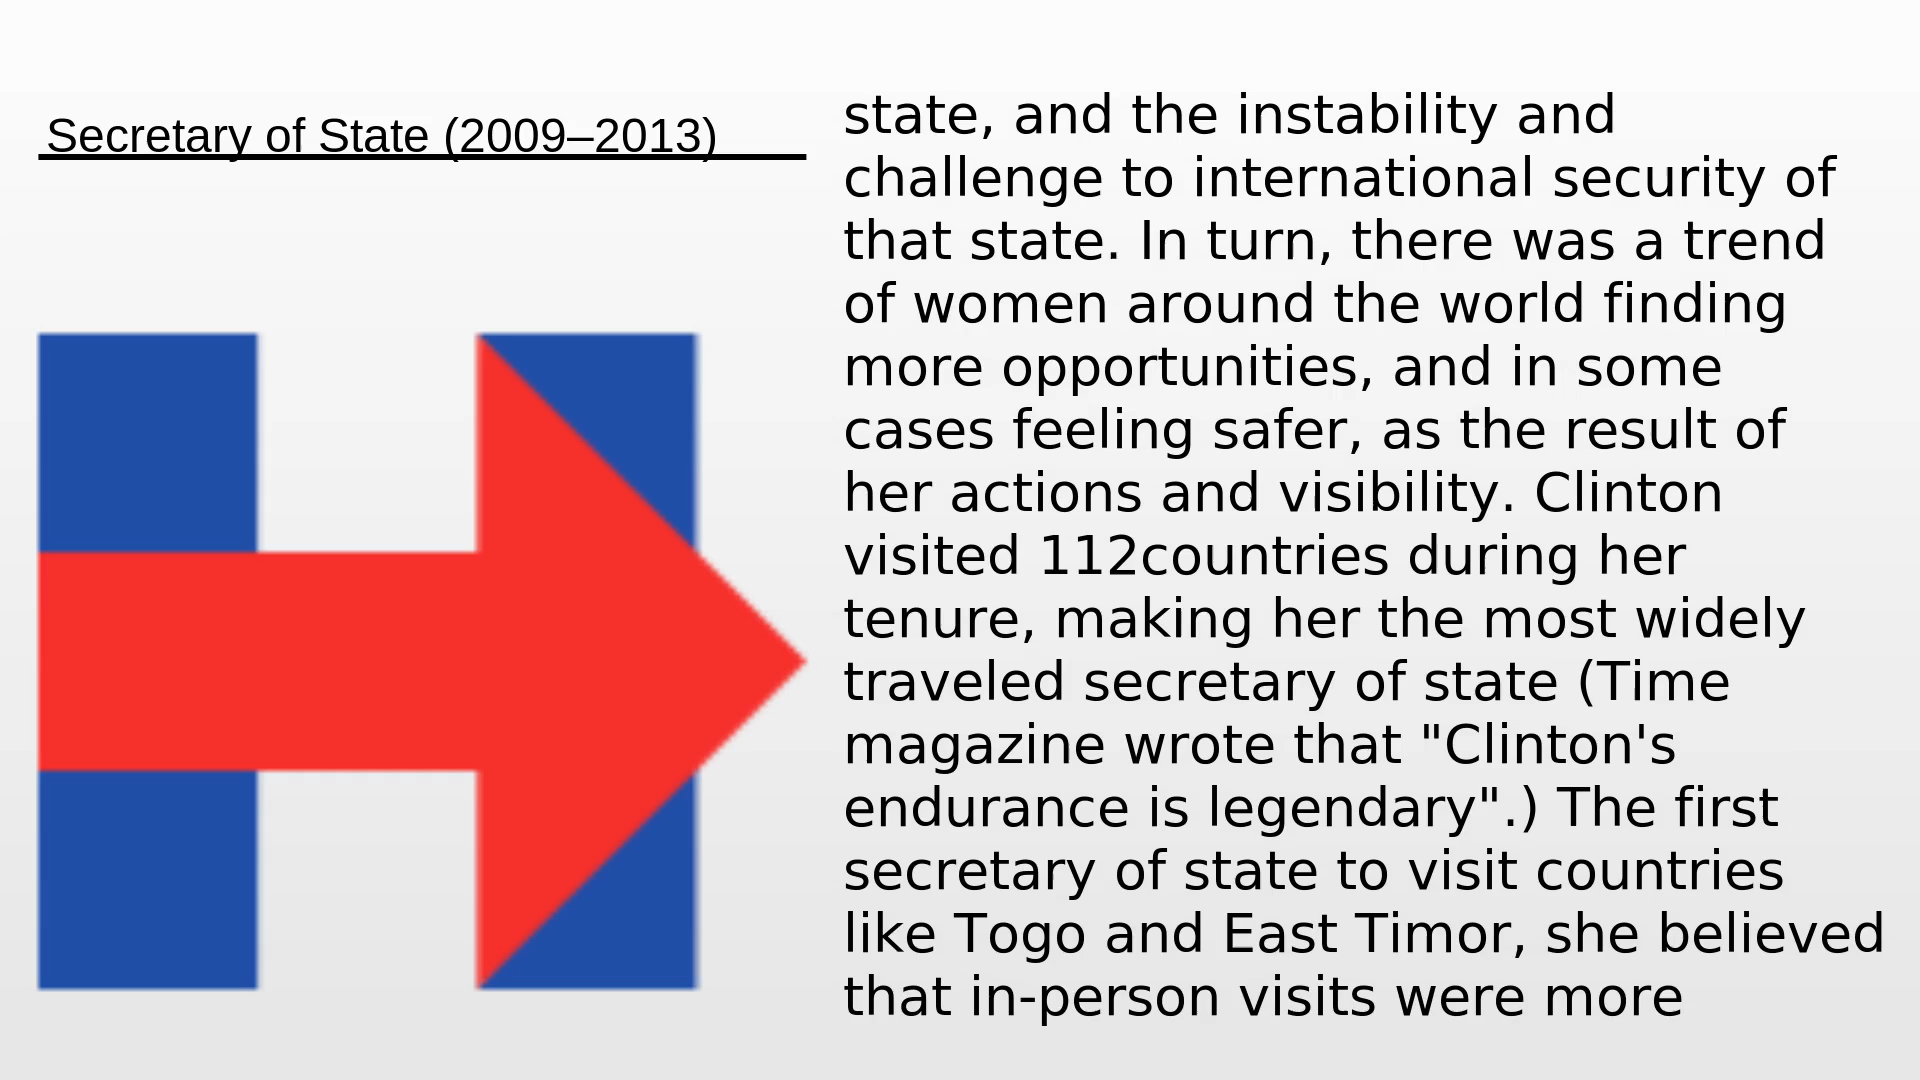 Secretary of State (2009–2013)
state, and the instability and
challenge to international security of
that state. In turn, there was a trend
of women around the world finding
more opportunities, and in some
cases feeling safer, as the result of
her actions and visibility. Clinton
visited 112countries during her
tenure, making her the most widely
traveled secretary of state (Time
magazine wrote that "Clinton's
endurance is legendary".) The first
secretary of state to visit countries
like Togo and East Timor, she believed
that in-person visits were more